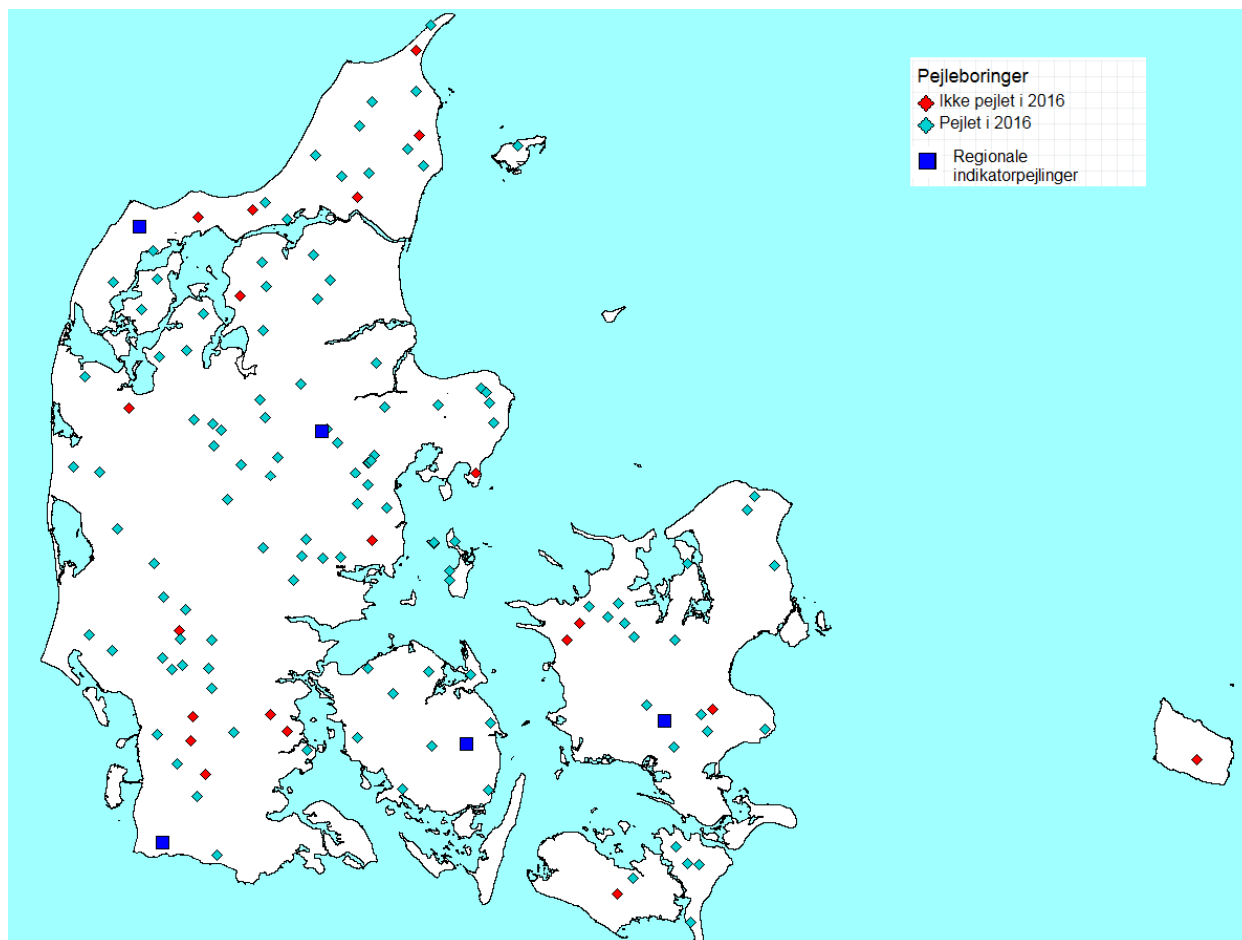 Pejleboringer
Ikke pejlet i 2016
Pejlet i 2016
Regionale
indikatorpejlinger